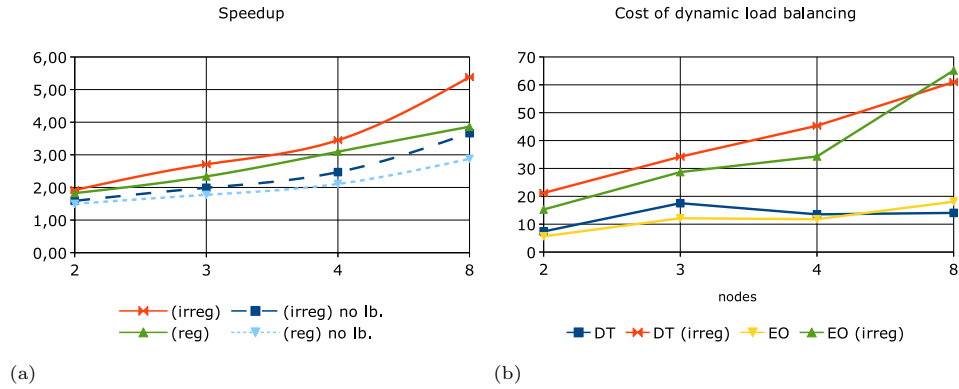 Speedup
6,00
5,00
4,00
3,00
2,00
1,00
0,00
2 3 4 8
(irreg) (irreg) no lb.
(reg) (reg) no lb.
(a)
Cost of dynamic load balancing
70
60
50
40
30
20
10
0
2 3 4 8
nodes
DT DT (irreg) EO EO (irreg)
(b)